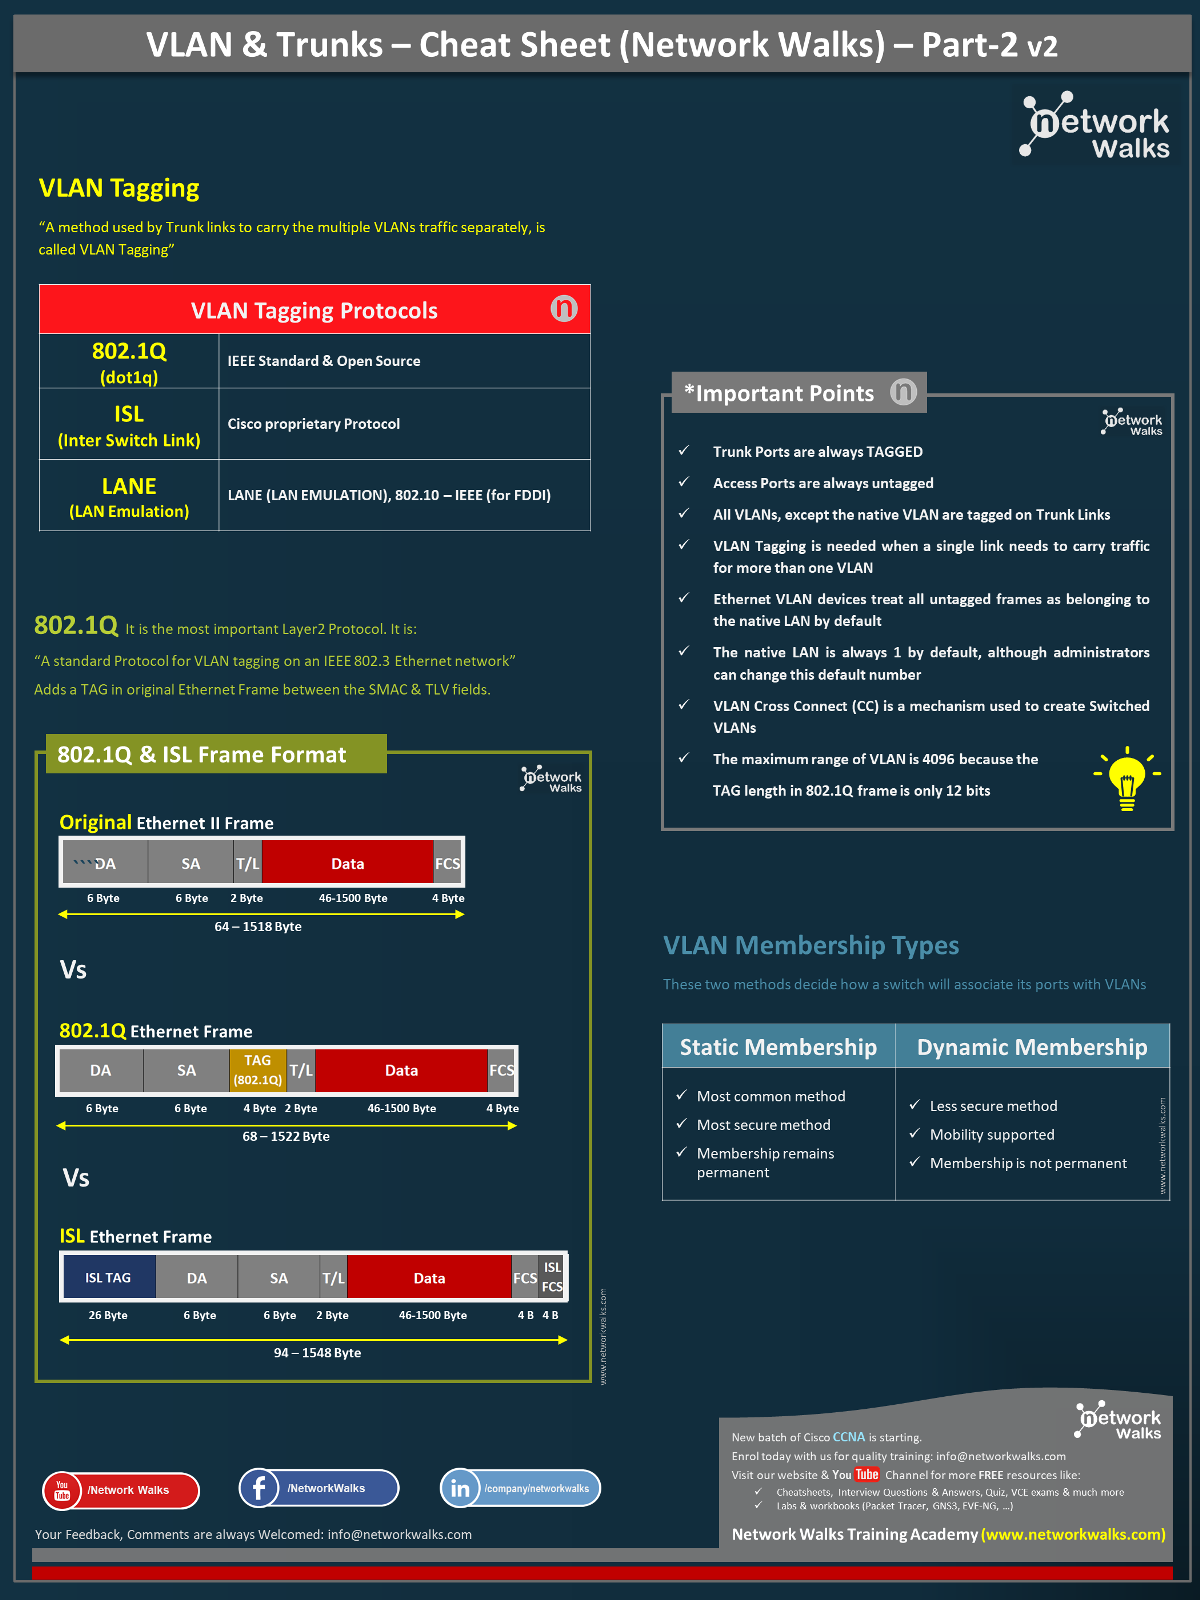 VLAN & Trunks – Cheat Sheet (Network Walks) – Part-2 v2
network
Walks
VLAN Tagging
“A method used by Trunk links to carry the multiple VLANs traffic separately, is
called VLAN Tagging”
VLAN Tagging Protocols
n
802.1Q
(dot1q)
IEEE Standard & Open Source
ISL
(Inter Switch Link)
Cisco proprietary Protocol
LANE
(LAN Emulation)
LANE (LAN EMULATION), 802.10 – IEEE (for FDDI)
802.1Q It is the most important Layer2 Protocol. It is:
“A standard Protocol for VLAN tagging on an IEEE 802.3 Ethernet network”
Adds a TAG in original Ethernet Frame between the SMAC & TLV fields.
802.1Q & ISL Frame Format
network
Walks
Original Ethernet II Frame
````DA SA T/L Data FCS
6 Byte 6 Byte 2 Byte 46-1500 Byte 4 Byte
64 – 1518 Byte
Vs
802.1Q Ethernet Frame
DA SA TAG (802.1Q) T/L Data FCS
6 Byte 6 Byte 4 Byte 2 Byte 46-1500 Byte 4 Byte
68 – 1522 Byte
Vs
ISL Ethernet Frame
ISL TAG DA SA T/L Data FCS ISL FCS
26 Byte 6 Byte 6 Byte 2 Byte 46-1500 Byte 4 B 4 B
94 – 1548 Byte
www.networkwalks.com
*Important Points
n
network
Walks
✓ Trunk Ports are always TAGGED
✓ Access Ports are always untagged
✓ All VLANs, except the native VLAN are tagged on Trunk Links
✓ VLAN Tagging is needed when a single link needs to carry traffic
for more than one VLAN
✓ Ethernet VLAN devices treat all untagged frames as belonging to
the native LAN by default
✓ The native LAN is always 1 by default, although administrators
can change this default number
✓ VLAN Cross Connect (CC) is a mechanism used to create Switched
VLANs
✓ The maximum range of VLAN is 4096 because the
TAG length in 802.1Q frame is only 12 bits
VLAN Membership Types
These two methods decide how a switch will associate its ports with VLANs
Static Membership
✓ Most common method
✓ Most secure method
✓ Membership remains
permanent
Dynamic Membership
✓ Less secure method
✓ Mobility supported
✓ Membership is not permanent
www.networkwalks.com
You Tube /Network Walks
f /NetworkWalks
in /company/networkwalks
Your Feedback, Comments are always Welcomed: info@networkwalks.com
network
Walks
New batch of Cisco CCNA is starting.
Enrol today with us for quality training: info@networkwalks.com
Visit our website & You Tube Channel for more FREE resources like:
✓ Cheatsheets, Interview Questions & Answers, Quiz, VCE exams & much more
✓ Labs & workbooks (Packet Tracer, GNS3, EVE-NG, ...)
Network Walks Training Academy (www.networkwalks.com)